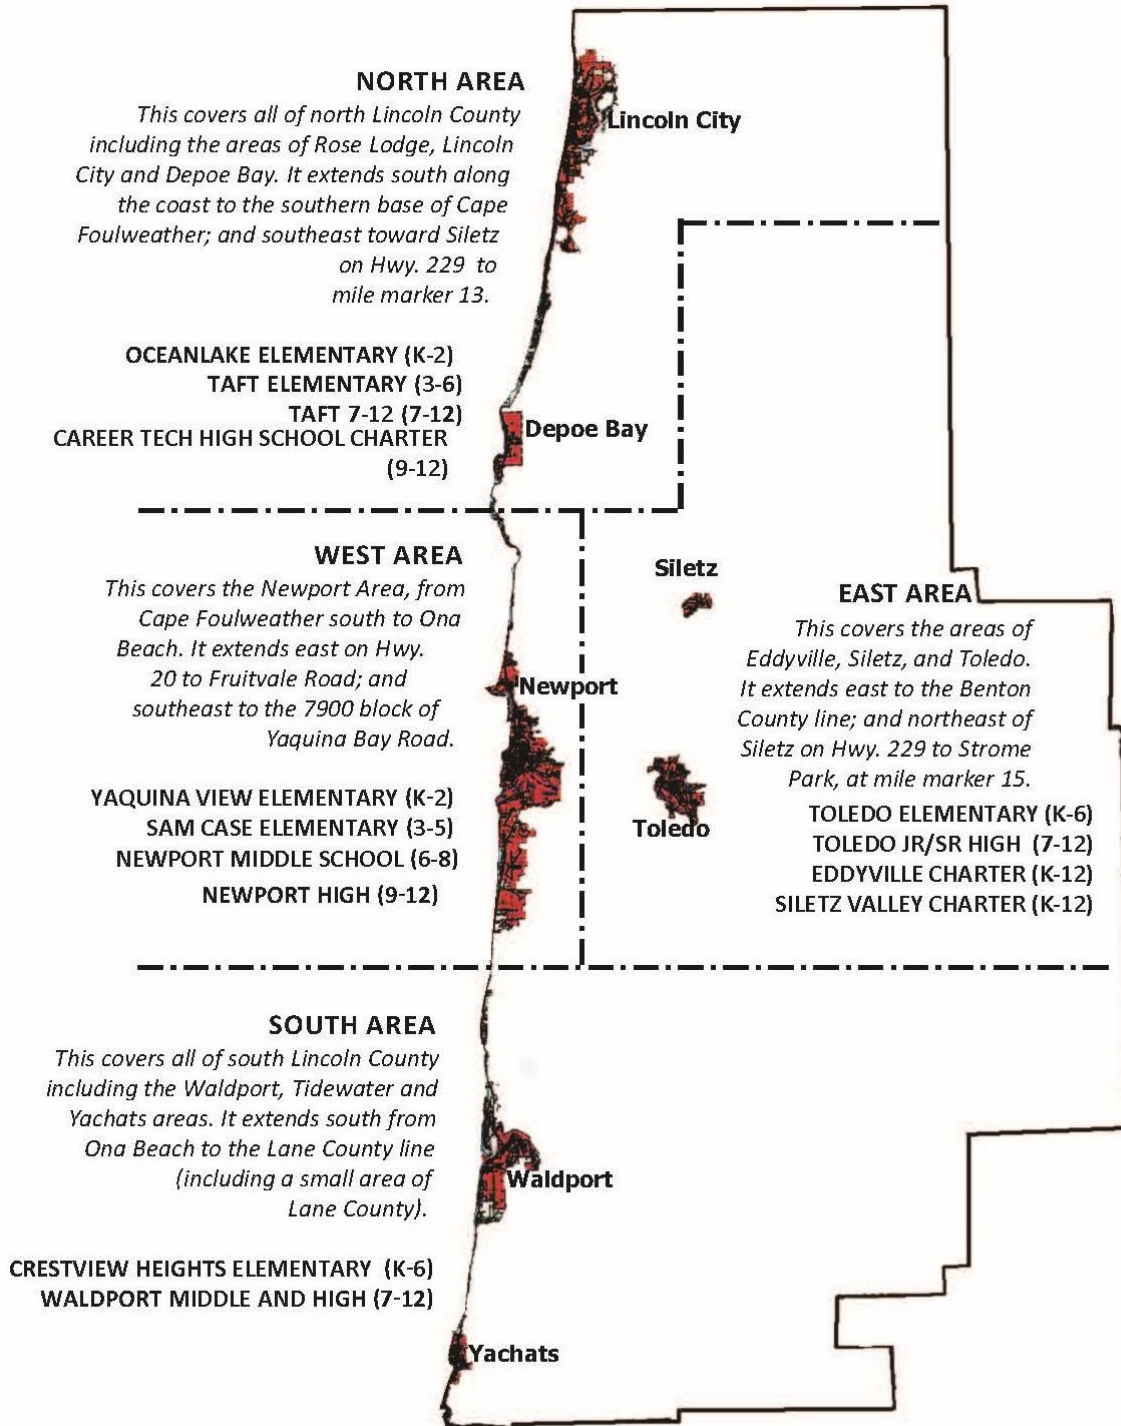 NORTH AREA
This covers all of north Lincoln County
including the areas of Rose Lodge, Lincoln
City and Depoe Bay. It extends south along
the coast to the southern base of Cape
Foulweather; and southeast toward Siletz
on Hwy. 229 to
mile marker 13.
Lincoln City
OCEANLAKE ELEMENTARY (K-2)
TAFT ELEMENTARY (3-6)
TAFT 7-12 (7-12)
CAREER TECH HIGH SCHOOL CHARTER
(9-12)
Depoe Bay
WEST AREA
This covers the Newport Area, from
Cape Foulweather south to Ona
Beach. It extends east on Hwy.
20 to Fruitvale Road; and
southeast to the 7900 block of
Yaquina Bay Road.
Newport
YAQUINA VIEW ELEMENTARY (K-2)
SAM CASE ELEMENTARY (3-5)
NEWPORT MIDDLE SCHOOL (6-8)
NEWPORT HIGH (9-12)
Siletz
Toledo
EAST AREA
This covers the areas of
Eddyville, Siletz, and Toledo.
It extends east to the Benton
County line; and northeast of
Siletz on Hwy. 229 to Strome
Park, at mile marker 15.
TOLEDO ELEMENTARY (K-6)
TOLEDO JR/SR HIGH (7-12)
EDDYVILLE CHARTER (K-12)
SILETZ VALLEY CHARTER (K-12)
SOUTH AREA
This covers all of south Lincoln County
including the Waldport, Tidewater and
Yachats areas. It extends south from
Ona Beach to the Lane County line
(including a small area of
Lane County).
Waldport
CRESTVIEW HEIGHTS ELEMENTARY (K-6)
WALDPORT MIDDLE AND HIGH (7-12)
Yachats